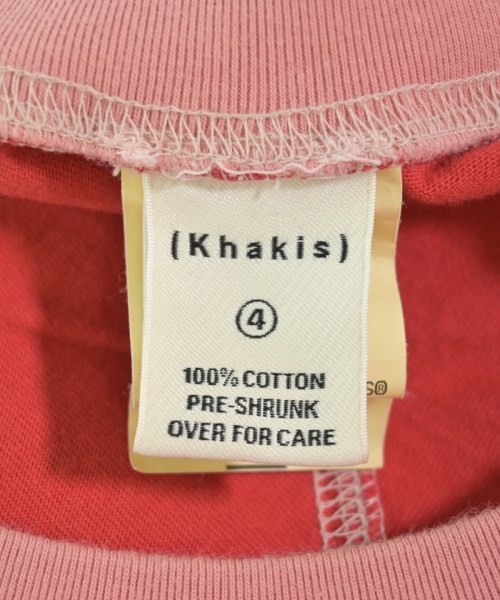 (Khakis)
4
100% COTTON
PRE-SHRUNK
OVER FOR CARE
S®